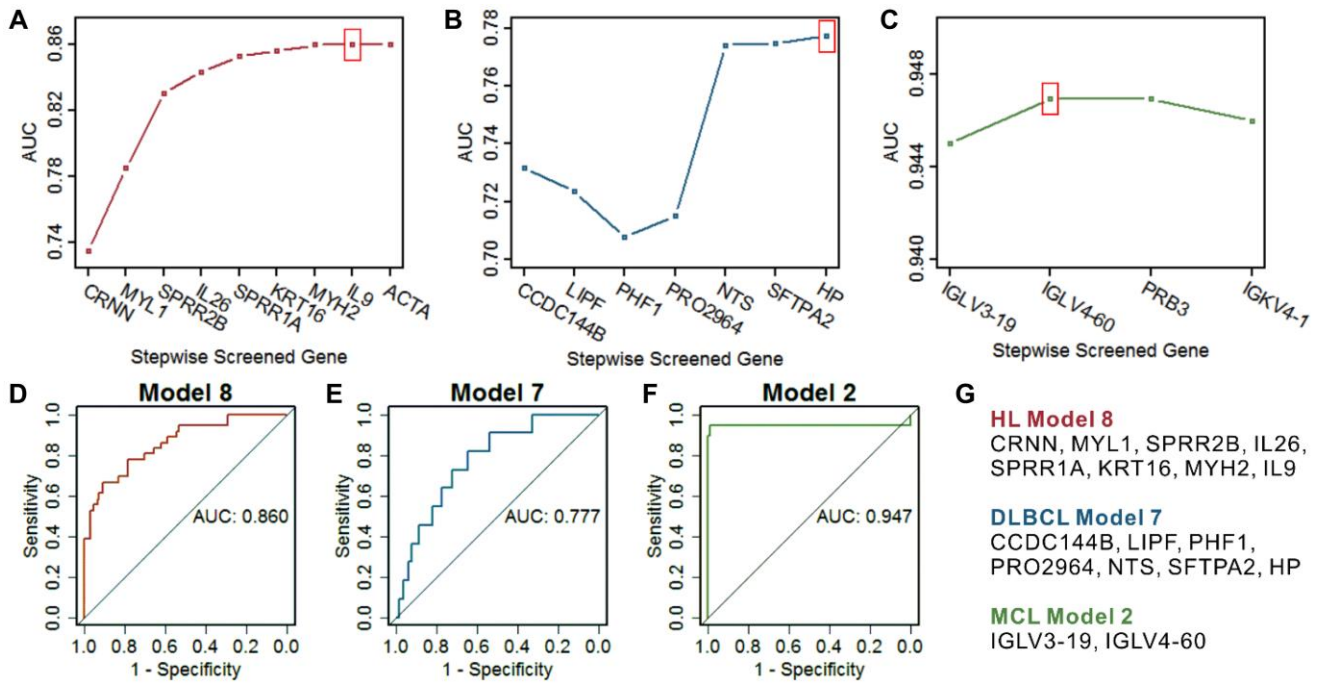 A
AUC
0.86
0.82
0.78
0.74
CRNN
MYL1
SPRR2B
IL26
SPRR1A
KRT16
MYH2
IL9
ACTA
Stepwise Screened Gene
B
AUC
0.78
0.76
0.74
0.72
0.70
CCDC144B
LIPF
PHF1
PRO2964
NTS
SFTPA2
HP
Stepwise Screened Gene
C
AUC
0.948
0.944
0.940
IGLV3-19
IGLV4-60
PRB3
IGKV4-1
Stepwise Screened Gene
D
Model 8
Sensitivity
1.0
0.8
0.6
0.4
0.2
0.0
AUC: 0.860
1.0 0.8 0.6 0.4 0.2 0.0
1 - Specificity
E
Model 7
Sensitivity
1.0
0.8
0.6
0.4
0.2
0.0
AUC: 0.777
1.0 0.8 0.6 0.4 0.2 0.0
1 - Specificity
F
Model 2
Sensitivity
1.0
0.8
0.6
0.4
0.2
0.0
AUC: 0.947
1.0 0.8 0.6 0.4 0.2 0.0
1 - Specificity
G
HL Model 8
CRNN, MYL1, SPRR2B, IL26,
SPRR1A, KRT16, MYH2, IL9
DLBCL Model 7
CCDC144B, LIPF, PHF1,
PRO2964, NTS, SFTPA2, HP
MCL Model 2
IGLV3-19, IGLV4-60